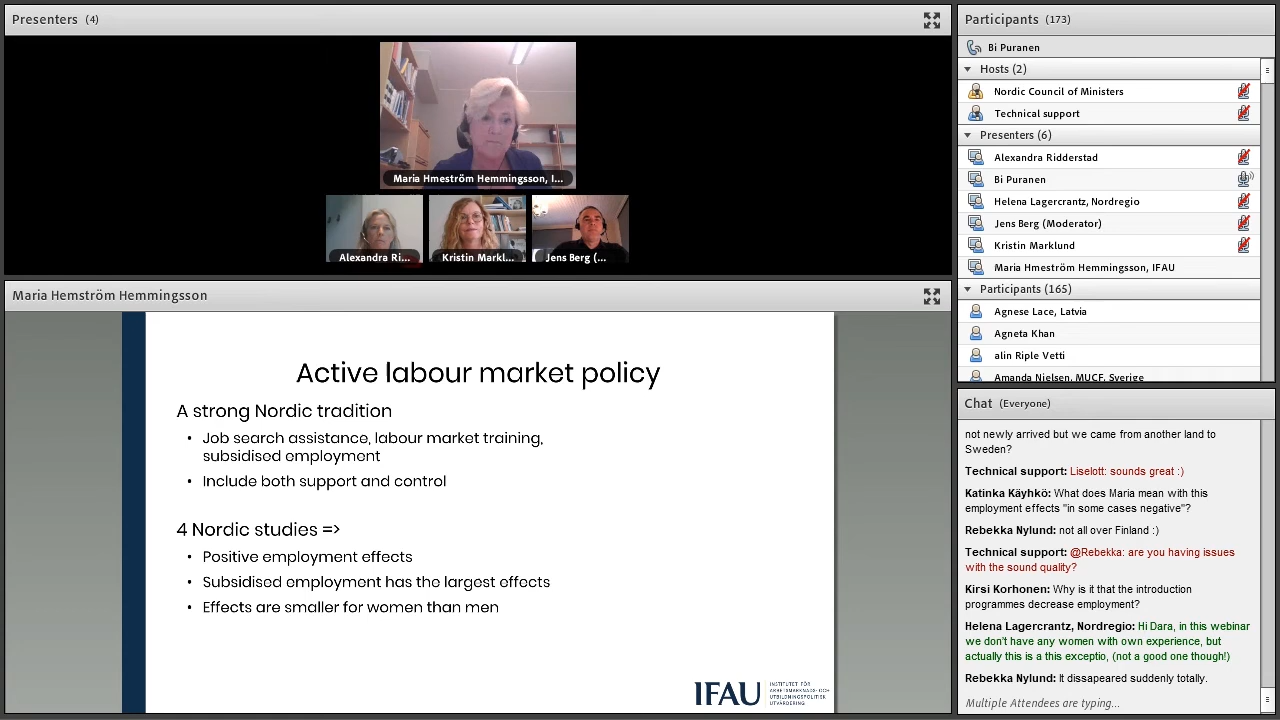 Presenters (4)
Maria Hmeström Hemmingsson, I...
Alexandra Ri...
Kristin Markl...
Jens Berg (...
Maria Hemström Hemmingsson
Active labour market policy
A strong Nordic tradition
• Job search assistance, labour market training,
subsidised employment
• Include both support and control
4 Nordic studies =>
• Positive employment effects
• Subsidised employment has the largest effects
• Effects are smaller for women than men
IFAU
INSTITUTET FÖR
ARBETSMARKNADS- OCH
UTBILDNINGSPOLITISK
UTVÄRDERING
Participants (173)
Bi Puranen
Hosts (2)
Nordic Council of Ministers
Technical support
Presenters (6)
Alexandra Ridderstad
Bi Puranen
Helena Lagercrantz, Nordregio
Jens Berg (Moderator)
Kristin Marklund
Maria Hmeström Hemmingsson, IFAU
Participants (165)
Agnese Lace, Latvia
Agneta Khan
alin Riple Vetti
Amanda Nielsen, MUCF, Sverige
Chat (Everyone)
not newly arrived but we came from another land to
Sweden?
Technical support: Liselott: sounds great :)
Katinka Käyhkö: What does Maria mean with this
employment effects "in some cases negative"?
Rebekka Nylund: not all over Finland :)
Technical support: @Rebekka: are you having issues
with the sound quality?
Kirsi Korhonen: Why is it that the introduction
programmes decrease employment?
Helena Lagercrantz, Nordregio: Hi Dara, in this webinar
we don't have any women with own experience, but
actually this is a this exceptio, (not a good one though!)
Rebekka Nylund: It dissapeared suddenly totally.
Multiple Attendees are typing...